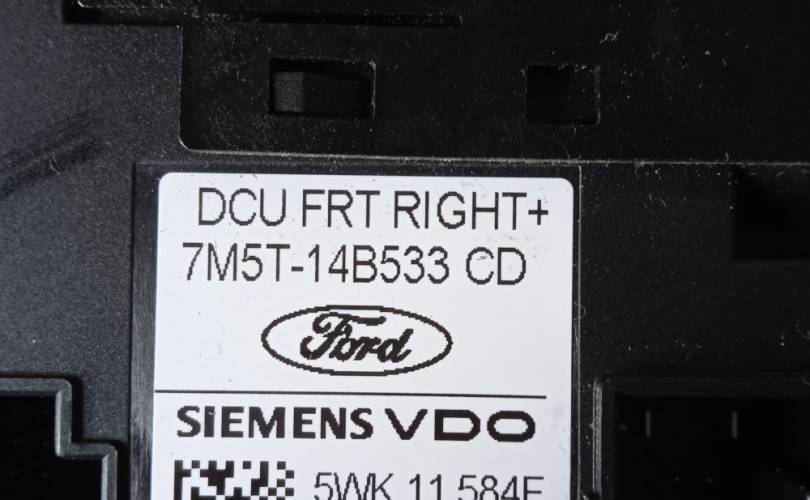 DCU FRT RIGHT+
7M5T-14B533 CD
Ford
SIEMENS VDO
5WK 11 584E